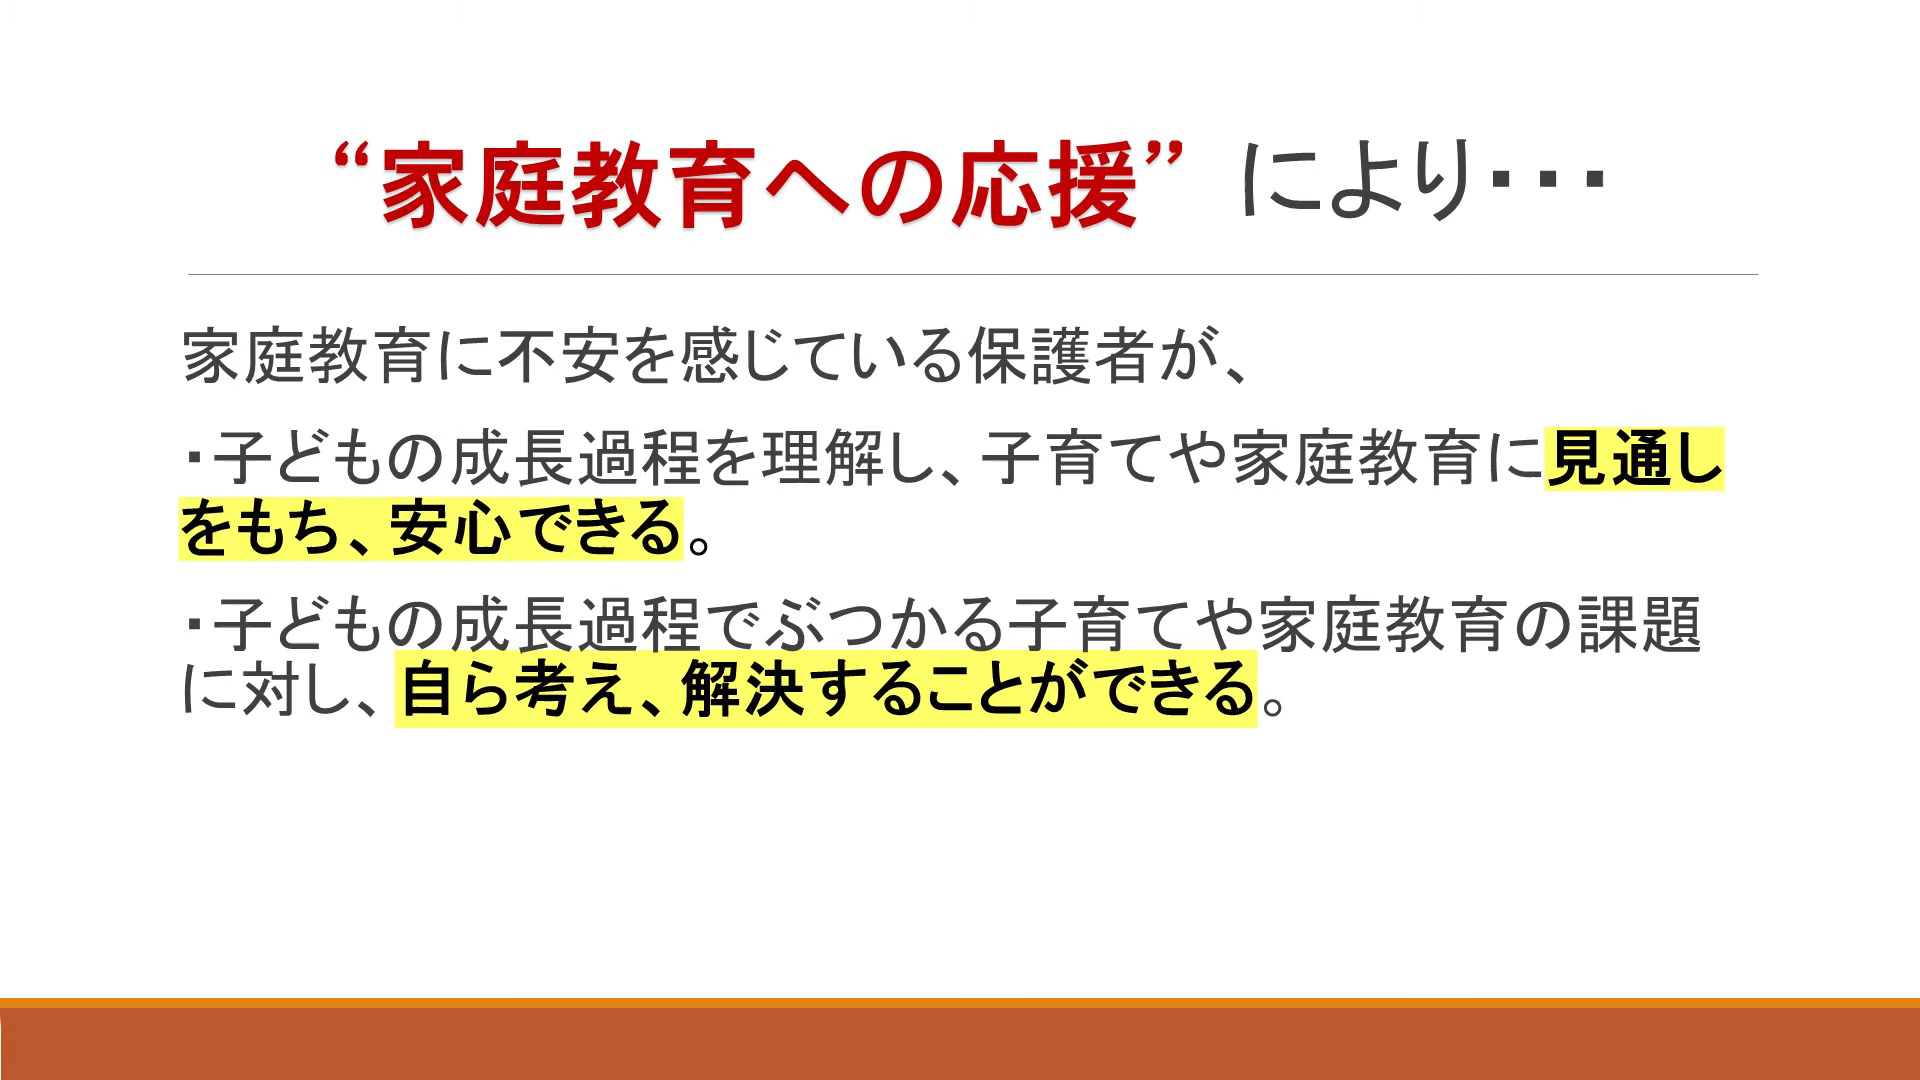 “家庭教育への応援”により・・・
家庭教育に不安を感じている保護者が、
・子どもの成長過程を理解し、子育てや家庭教育に見通し
をもち、安心できる。
・子どもの成長過程でぶつかる子育てや家庭教育の課題
に対し、自ら考え、解決することができる。